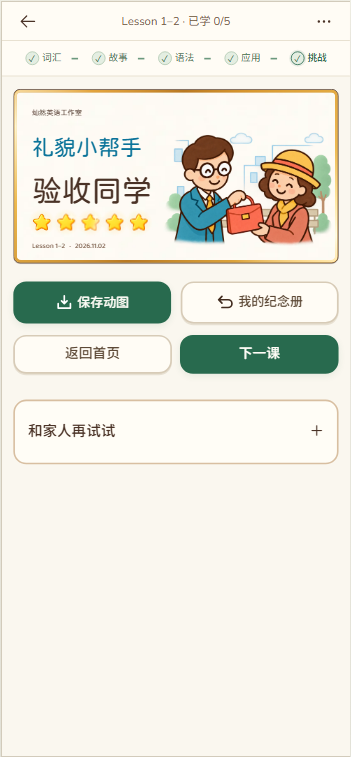 Lesson 1–2 · 已学 0/5
词汇 – 故事 – 语法 – 应用 – 挑战
灿然英语工作室
礼貌小帮手
验收同学
Lesson 1–2 · 2026.11.02
保存动图
我的纪念册
返回首页
下一课
和家人再试试 +